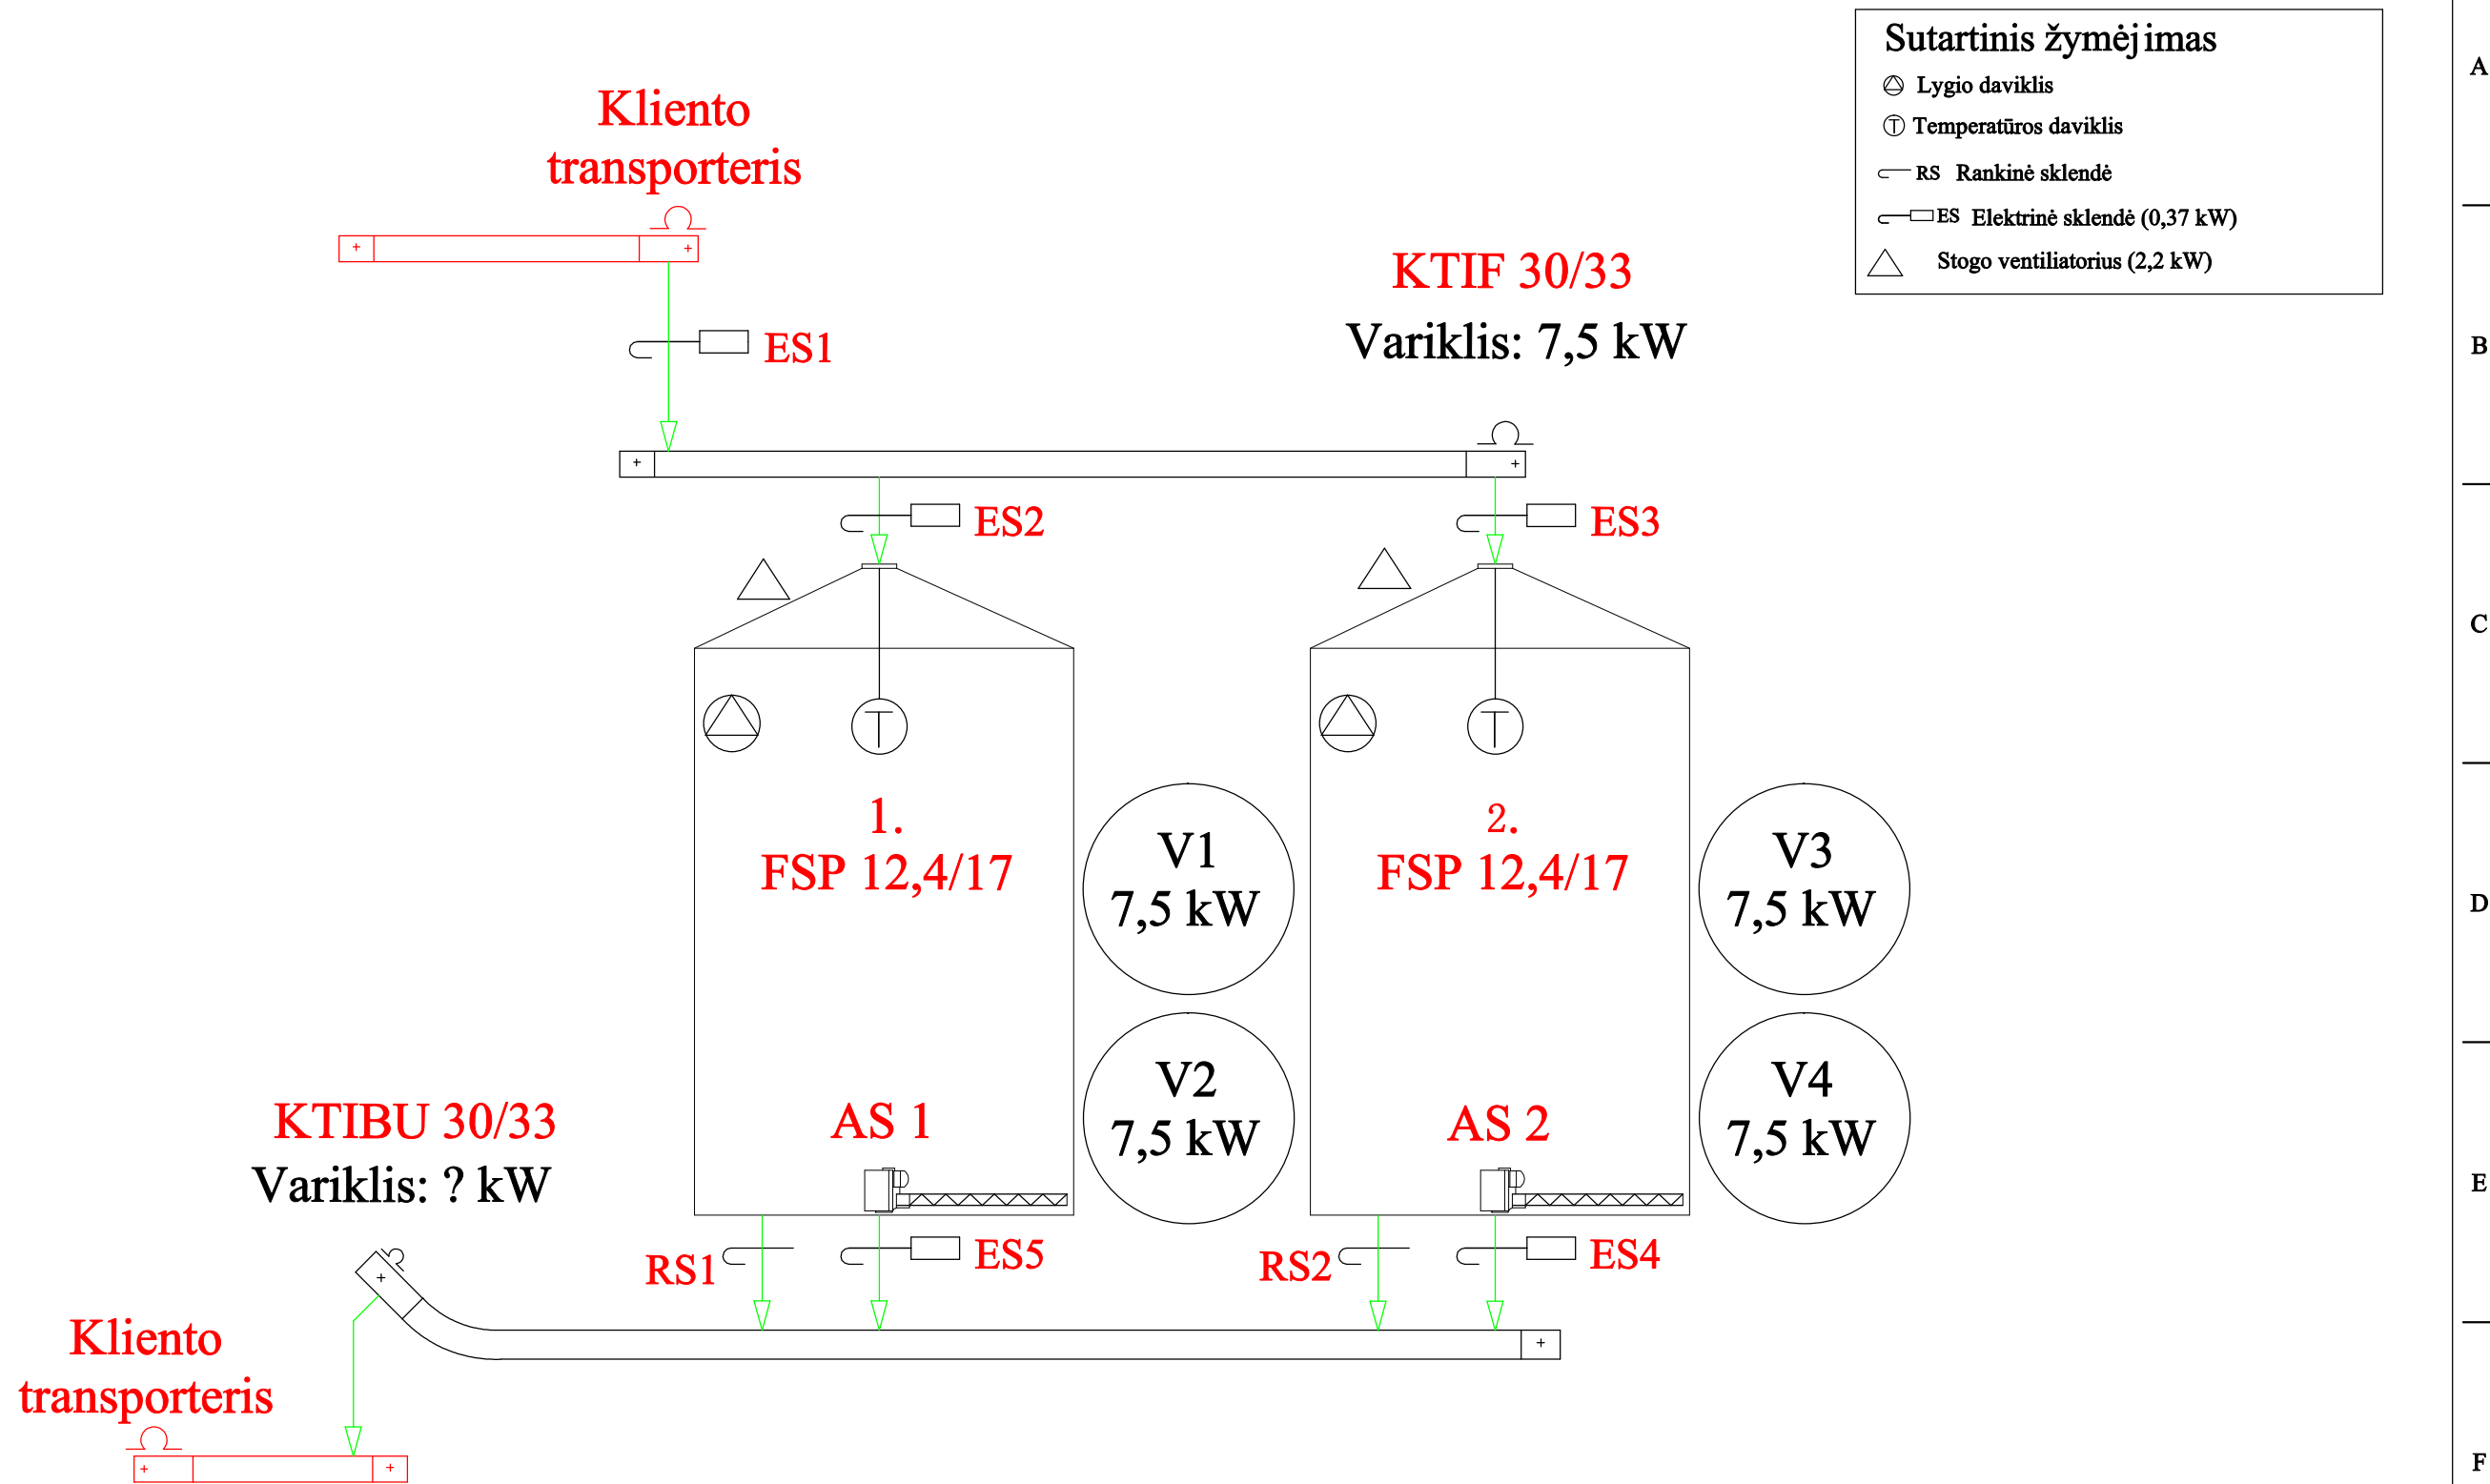 Sutartinis žymėjimas
Lygio daviklis
T Temperatūros daviklis
RS Rankinė sklendė
ES Elektrinė sklendė (0,37 kW)
Stogo ventiliatorius (2,2 kW)
A
B
C
D
E
F
Kliento
transporteris
ES1
KTIF 30/33
Variklis: 7,5 kW
ES2
ES3
T
T
1.
FSP 12,4/17
2.
FSP 12,4/17
V1
7,5 kW
V3
7,5 kW
V2
7,5 kW
V4
7,5 kW
AS 1
AS 2
KTIBU 30/33
Variklis: ? kW
RS1
ES5
RS2
ES4
Kliento
transporteris